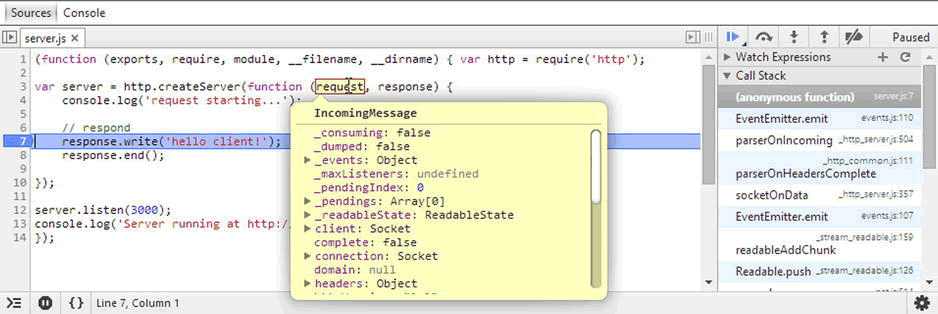 Sources Console
server.js ×
Paused
1 (function (exports, require, module, __filename, __dirname) { var http = require('http');
2
3 var server = http.createServer(function (request, response) {
4 console.log('request starting...');
5
6 // respond
7 response.write('hello client!');
8 response.end();
9
10 });
11
12 server.listen(3000);
13 console.log('Server running at http:/
14 });
IncomingMessage
_consuming: false
_dumped: false
_events: Object
_maxListeners: undefined
_pendingIndex: 0
_pendings: Array[0]
_readableState: ReadableState
client: Socket
complete: false
connection: Socket
domain: null
headers: Object
Watch Expressions
Call Stack
(anonymous function) server.js:7
EventEmitter.emit events.js:110
parserOnIncoming _http_server.js:504
_http_common.js:111
parserOnHeadersComplete
socketOnData _http_server.js:357
EventEmitter.emit events.js:107
_stream_readable.js:159
readableAddChunk
Readable.push _stream_readable.js:126
{ } Line 7, Column 1